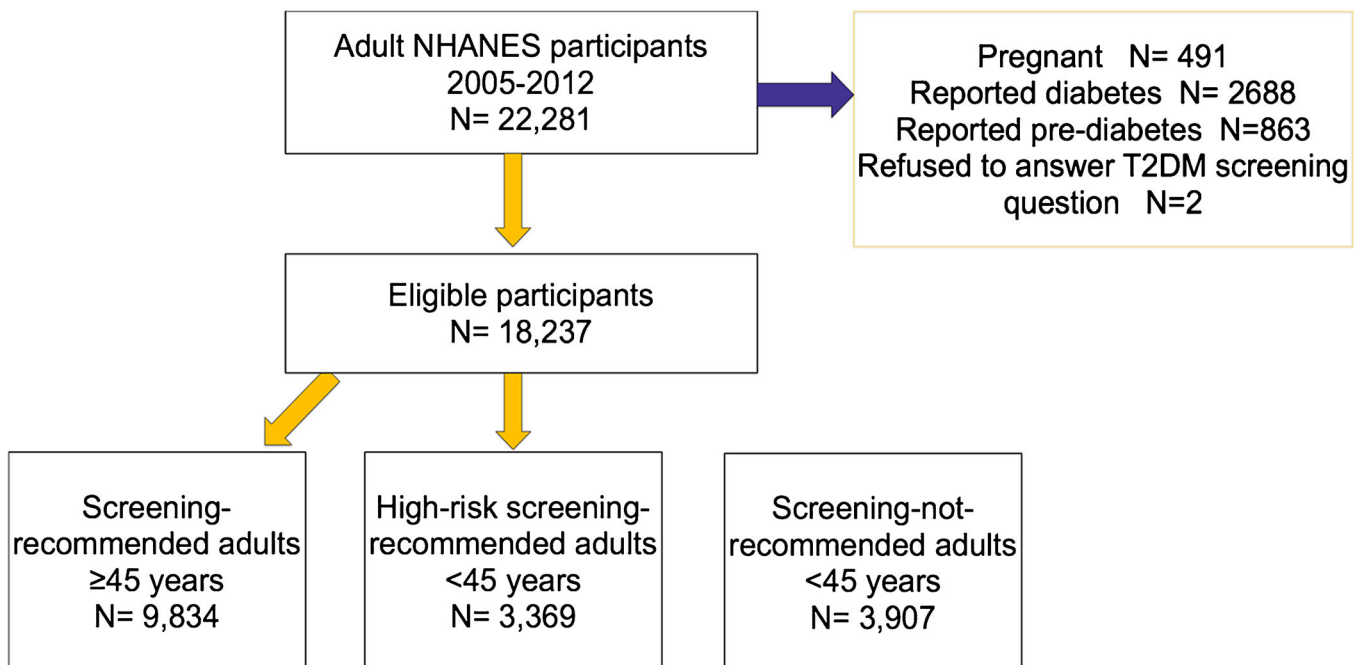 Adult NHANES participants
2005-2012
N= 22,281
Pregnant N= 491
Reported diabetes N= 2688
Reported pre-diabetes N=863
Refused to answer T2DM screening
question N=2
Eligible participants
N= 18,237
Screening-
recommended adults
≥45 years
N= 9,834
High-risk screening-
recommended adults
<45 years
N= 3,369
Screening-not-
recommended adults
<45 years
N= 3,907